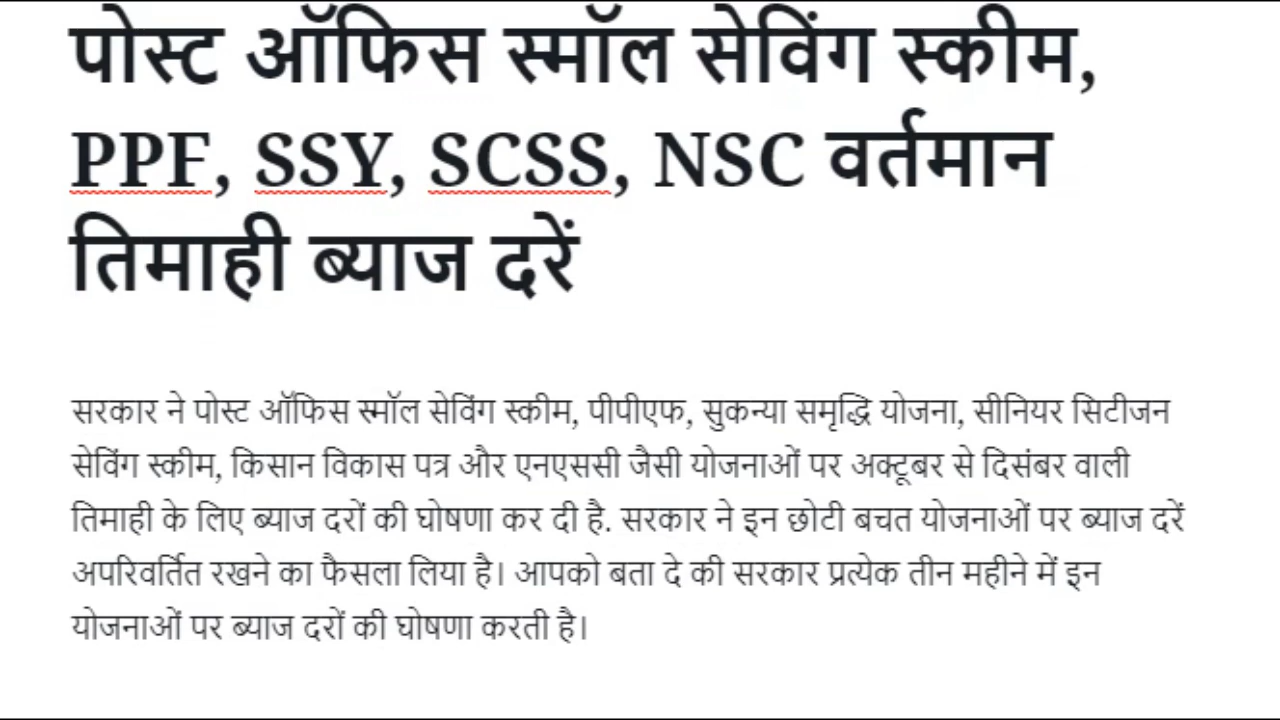 पोस्ट ऑफिस स्मॉल सेविंग स्कीम,
PPF, SSY, SCSS, NSC वर्तमान
तिमाही ब्याज दरें
सरकार ने पोस्ट ऑफिस स्मॉल सेविंग स्कीम, पीपीएफ, सुकन्या समृद्धि योजना, सीनियर सिटीजन
सेविंग स्कीम, किसान विकास पत्र और एनएससी जैसी योजनाओं पर अक्टूबर से दिसंबर वाली
तिमाही के लिए ब्याज दरों की घोषणा कर दी है. सरकार ने इन छोटी बचत योजनाओं पर ब्याज दरें
अपरिवर्तित रखने का फैसला लिया है। आपको बता दे की सरकार प्रत्येक तीन महीने में इन
योजनाओं पर ब्याज दरों की घोषणा करती है।